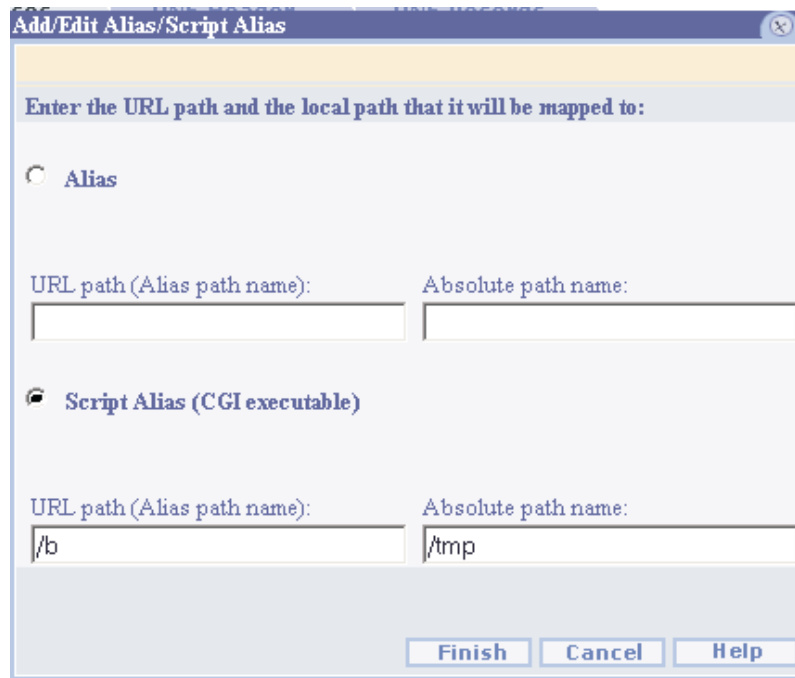 Add/Edit Alias/Script Alias
Enter the URL path and the local path that it will be mapped to:
Alias
URL path (Alias path name): Absolute path name:
Script Alias (CGI executable)
URL path (Alias path name): Absolute path name:
/b /tmp
Finish Cancel Help